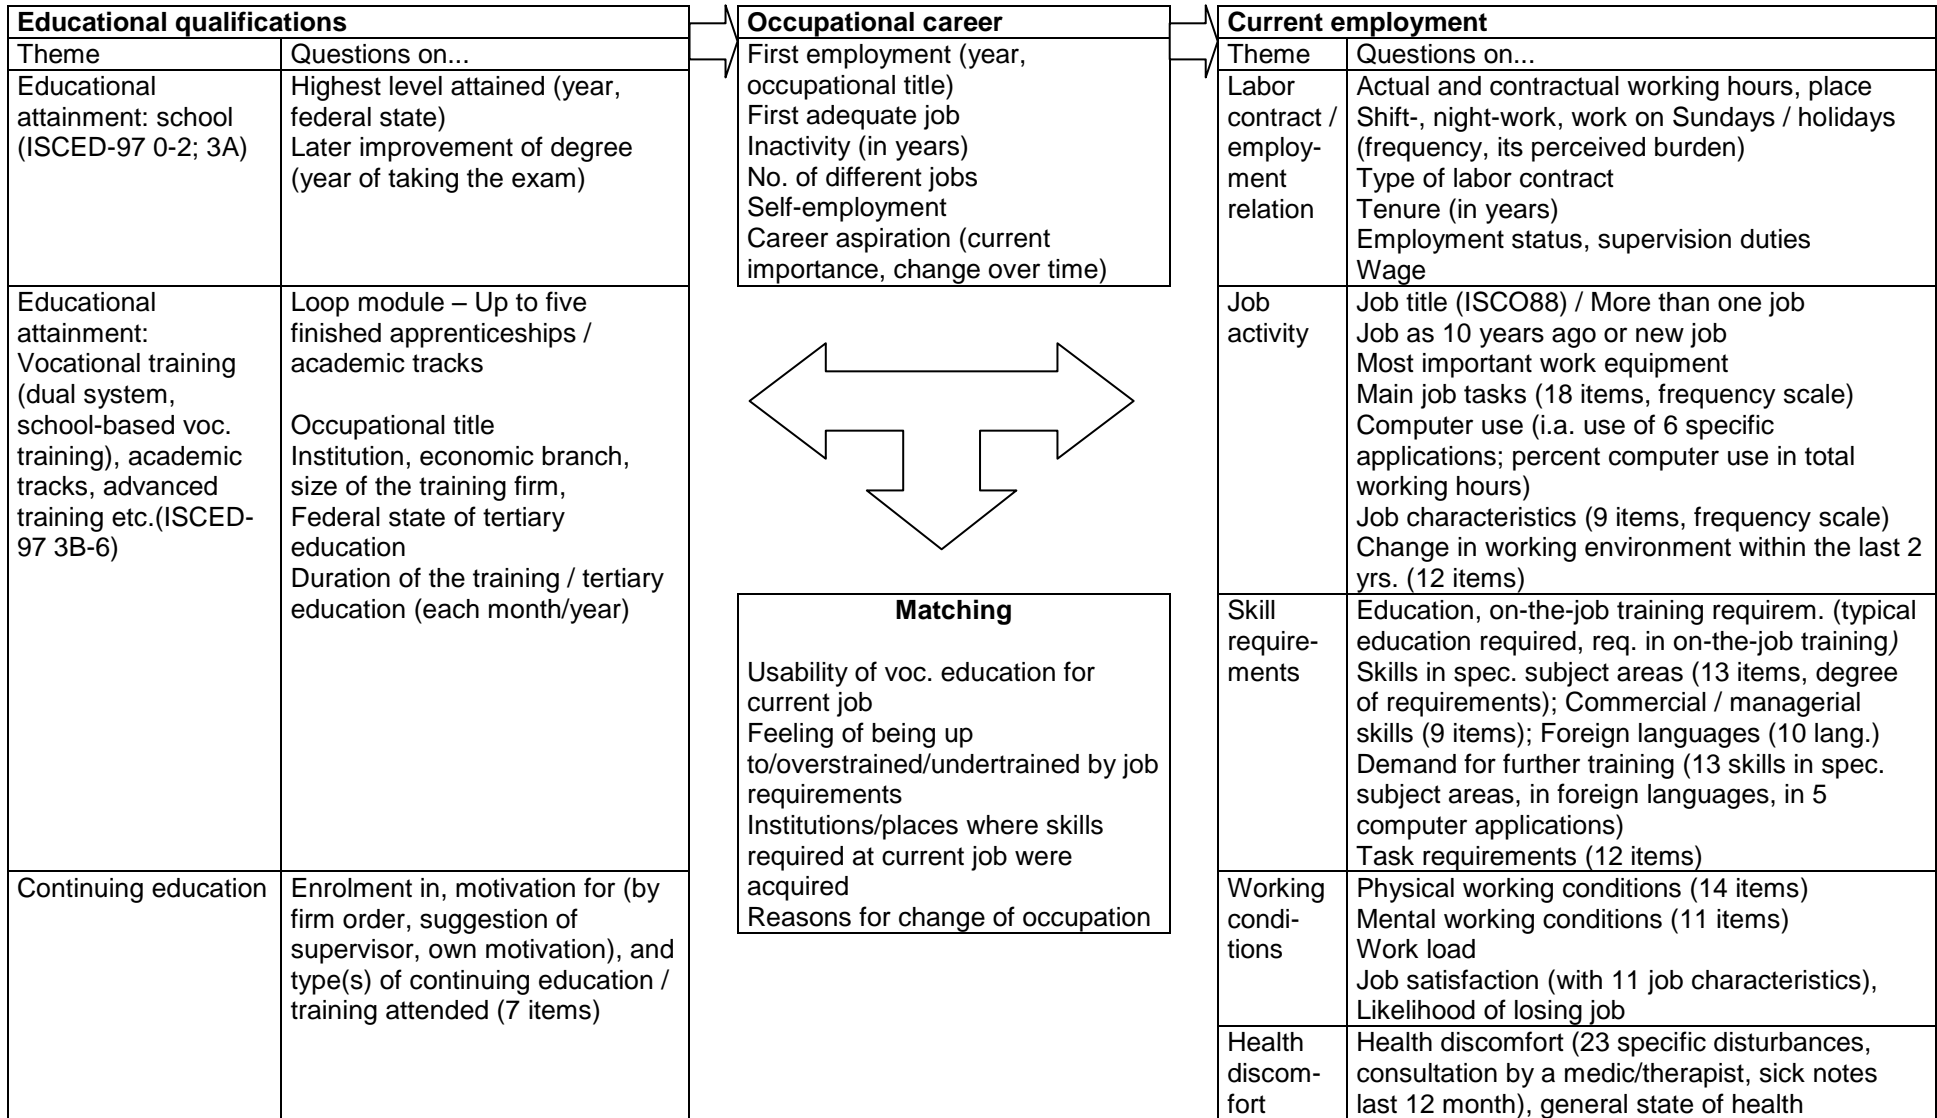 Educational qualifications
Theme
Questions on...
Educational
attainment: school
(ISCED-97 0-2; 3A)
Highest level attained (year,
federal state)
Later improvement of degree
(year of taking the exam)
Educational
attainment:
Vocational training
(dual system,
school-based voc.
training), academic
tracks, advanced
training etc.(ISCED-
97 3B-6)
Loop module – Up to five
finished apprenticeships /
academic tracks
Occupational title
Institution, economic branch,
size of the training firm,
Federal state of tertiary
education
Duration of the training / tertiary
education (each month/year)
Continuing education
Enrolment in, motivation for (by
firm order, suggestion of
supervisor, own motivation), and
type(s) of continuing education /
training attended (7 items)
Occupational career
First employment (year,
occupational title)
First adequate job
Inactivity (in years)
No. of different jobs
Self-employment
Career aspiration (current
importance, change over time)
Matching
Usability of voc. education for
current job
Feeling of being up
to/overstrained/undertrained by job
requirements
Institutions/places where skills
required at current job were
acquired
Reasons for change of occupation
Current employment
Theme
Questions on...
Labor
contract /
employ-
ment
relation
Actual and contractual working hours, place
Shift-, night-work, work on Sundays / holidays
(frequency, its perceived burden)
Type of labor contract
Tenure (in years)
Employment status, supervision duties
Wage
Job
activity
Job title (ISCO88) / More than one job
Job as 10 years ago or new job
Most important work equipment
Main job tasks (18 items, frequency scale)
Computer use (i.a. use of 6 specific
applications; percent computer use in total
working hours)
Job characteristics (9 items, frequency scale)
Change in working environment within the last 2
yrs. (12 items)
Skill
require-
ments
Education, on-the-job training requirem. (typical
education required, req. in on-the-job training)
Skills in spec. subject areas (13 items, degree
of requirements); Commercial / managerial
skills (9 items); Foreign languages (10 lang.)
Demand for further training (13 skills in spec.
subject areas, in foreign languages, in 5
computer applications)
Task requirements (12 items)
Working
condi-
tions
Physical working conditions (14 items)
Mental working conditions (11 items)
Work load
Job satisfaction (with 11 job characteristics),
Likelihood of losing job
Health
discom-
fort
Health discomfort (23 specific disturbances,
consultation by a medic/therapist, sick notes
last 12 month), general state of health